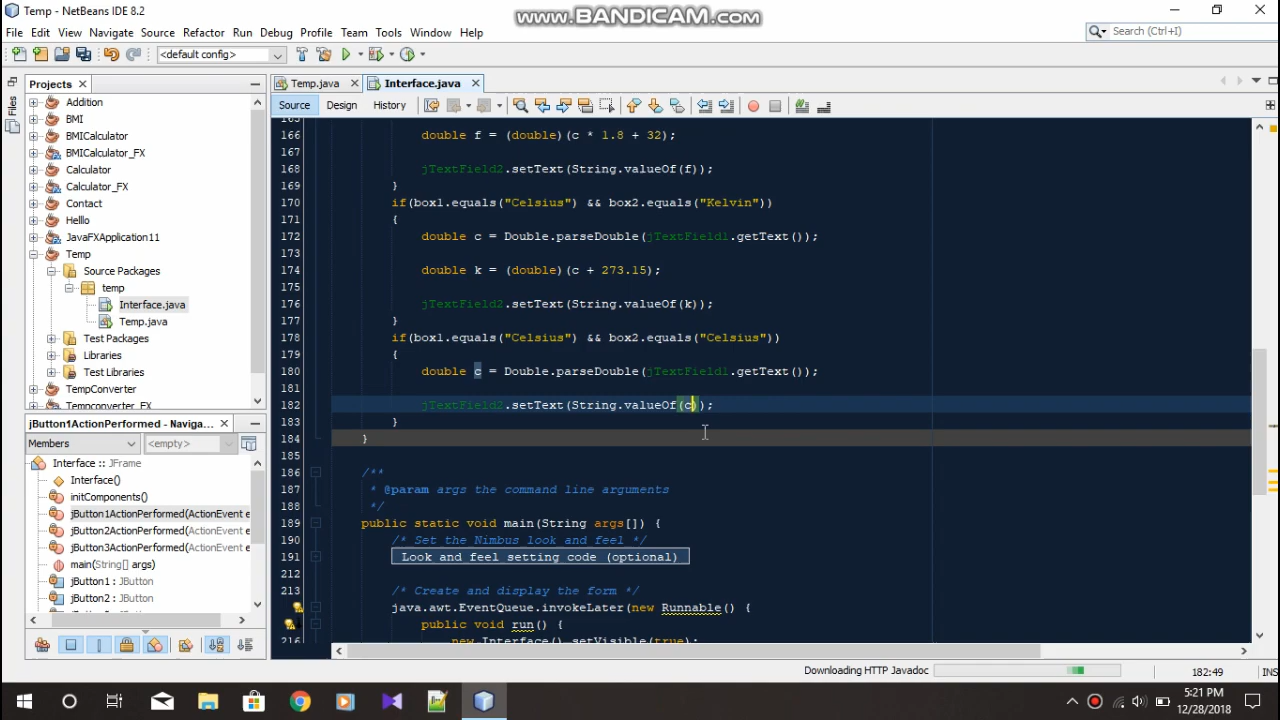 Temp - NetBeans IDE 8.2
www.BANDICAM.com
File Edit View Navigate Source Refactor Run Debug Profile Team Tools Window Help
Search (Ctrl+I)
<default config>
Projects
Temp.java
Interface.java
Files
Source Design History
Addition
BMI
BMICalculator
BMICalculator_FX
Calculator
Calculator_FX
Contact
Helllo
JavaFXApplication11
Temp
Source Packages
temp
Interface.java
Temp.java
Test Packages
Libraries
Test Libraries
TempConverter
Tempconverter_FX
165
166 double f = (double)(c * 1.8 + 32);
167
168 jTextField2.setText(String.valueOf(f));
169 }
170 if(box1.equals("Celsius") && box2.equals("Kelvin"))
171 {
172 double c = Double.parseDouble(jTextField1.getText());
173
174 double k = (double)(c + 273.15);
175
176 jTextField2.setText(String.valueOf(k));
177 }
178 if(box1.equals("Celsius") && box2.equals("Celsius"))
179 {
180 double c = Double.parseDouble(jTextField1.getText());
181
182 jTextField2.setText(String.valueOf(c));
183 }
184 }
185
186 /**
187 * @param args the command line arguments
188 */
189 public static void main(String args[]) {
190 /* Set the Nimbus look and feel */
191 Look and feel setting code (optional)
212
213 /* Create and display the form */
java.awt.EventQueue.invokeLater(new Runnable() {
public void run() {
216 new Interface().setVisible(true);
jButton1ActionPerformed - Naviga...
Members <empty>
Interface :: JFrame
Interface()
initComponents()
jButton1ActionPerformed(ActionEvent e
jButton2ActionPerformed(ActionEvent e
jButton3ActionPerformed(ActionEvent e
main(String[] args)
jButton1 : JButton
jButton2 : JButton
Downloading HTTP Javadoc
182:49
INS
5:21 PM
12/28/2018